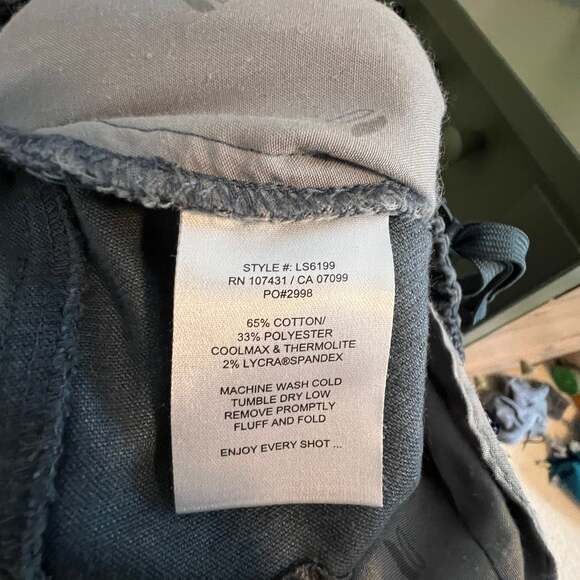 STYLE #: LS6199
RN 107431 / CA 07099
PO#2998
65% COTTON/
33% POLYESTER
COOLMAX & THERMOLITE
2% LYCRA®SPANDEX
MACHINE WASH COLD
TUMBLE DRY LOW
REMOVE PROMPTLY
FLUFF AND FOLD
ENJOY EVERY SHOT ...